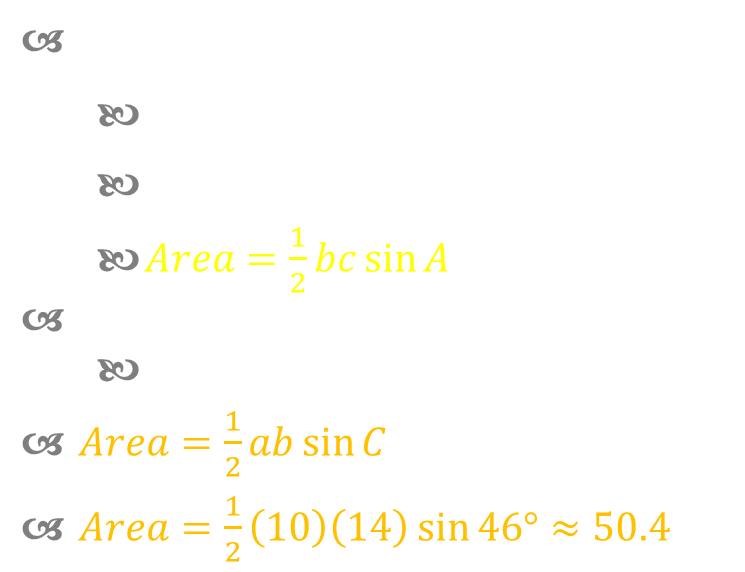 Area = 1/2 bc sin A
Area = 1/2 ab sin C
Area = 1/2 (10)(14) sin 46° ≈ 50.4